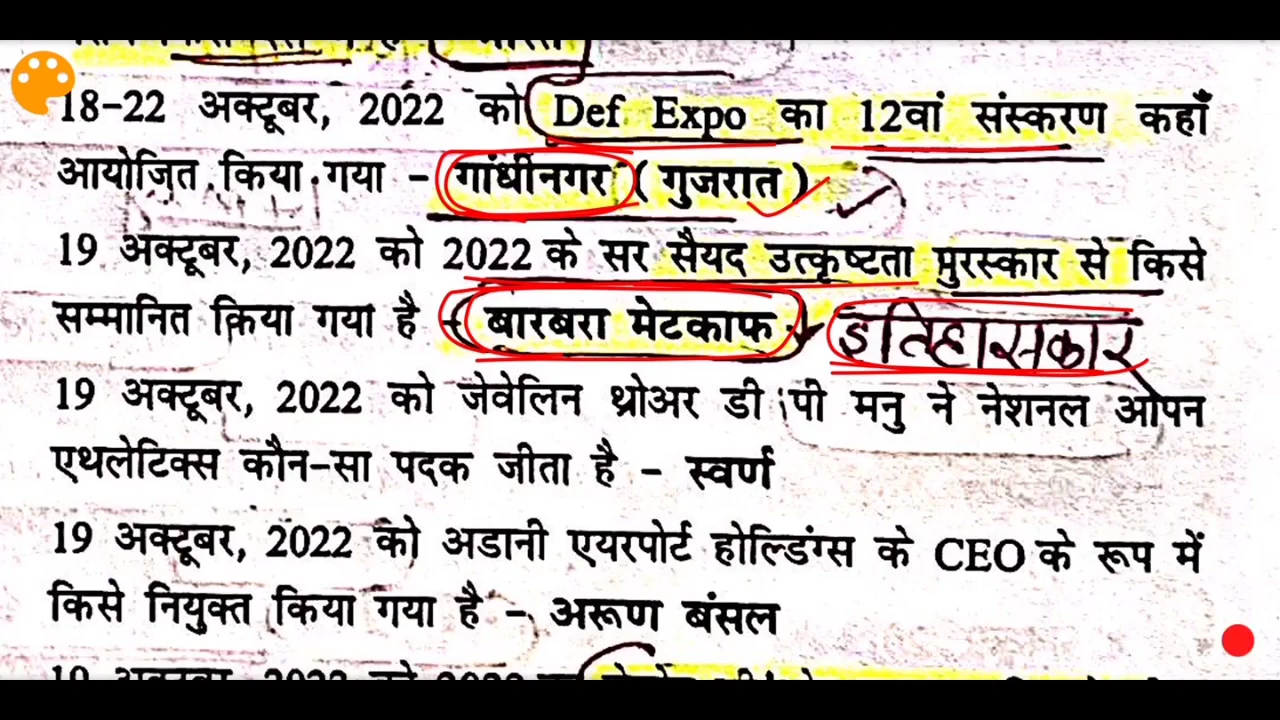 18-22 अक्टूबर, 2022 को Def Expo का 12वां संस्करण कहाँ
आयोजित किया गया - गांधीनगर (गुजरात)
19 अक्टूबर, 2022 को 2022 के सर सैयद उत्कृष्टता पुरस्कार से किसे
सम्मानित किया गया है - बारबरा मेटकाफ इतिहासकार
19 अक्टूबर, 2022 को जेवेलिन थ्रोअर डी पी मनु ने नेशनल ओपन
एथलेटिक्स कौन-सा पदक जीता है - स्वर्ण
19 अक्टूबर, 2022 को अडानी एयरपोर्ट होल्डिंग्स के CEO के रूप में
किसे नियुक्त किया गया है - अरूण बंसल